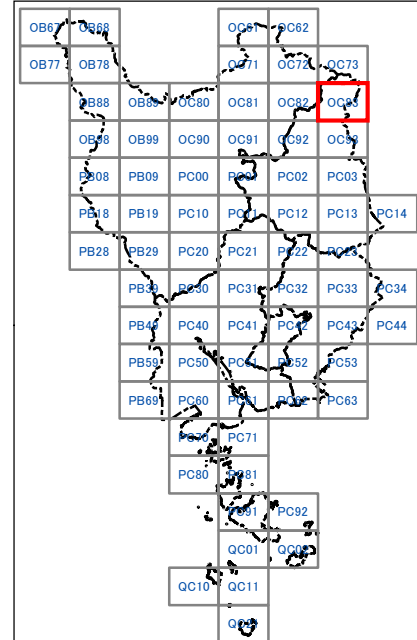 OB67 OB68 OC61 OC62
OB77 OB78 OC71 OC72 OC73
OB88 OB89 OC80 OC81 OC82 OC83
OB98 OB99 OC90 OC91 OC92 OC93
PB08 PB09 PC00 PC01 PC02 PC03
PB18 PB19 PC10 PC11 PC12 PC13 PC14
PB28 PB29 PC20 PC21 PC22 PC23
PB39 PC30 PC31 PC32 PC33 PC34
PB49 PC40 PC41 PC42 PC43 PC44
PB59 PC50 PC51 PC52 PC53
PB69 PC60 PC61 PC62 PC63
PC70 PC71
PC80 PC81
PC91 PC92
QC01 QC02
QC10 QC11
QC21